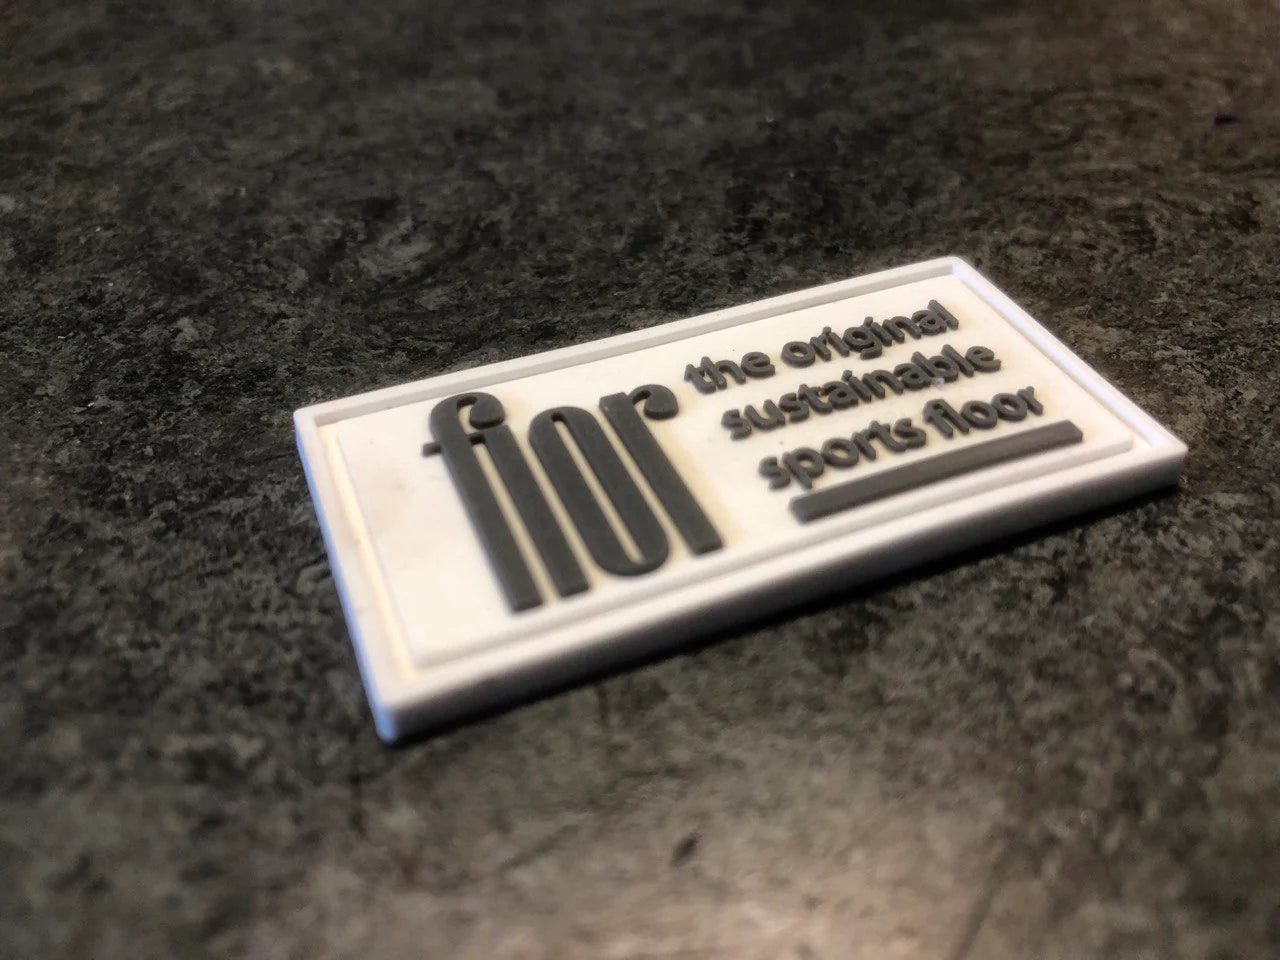 fior
the original
sustainable
sports floor